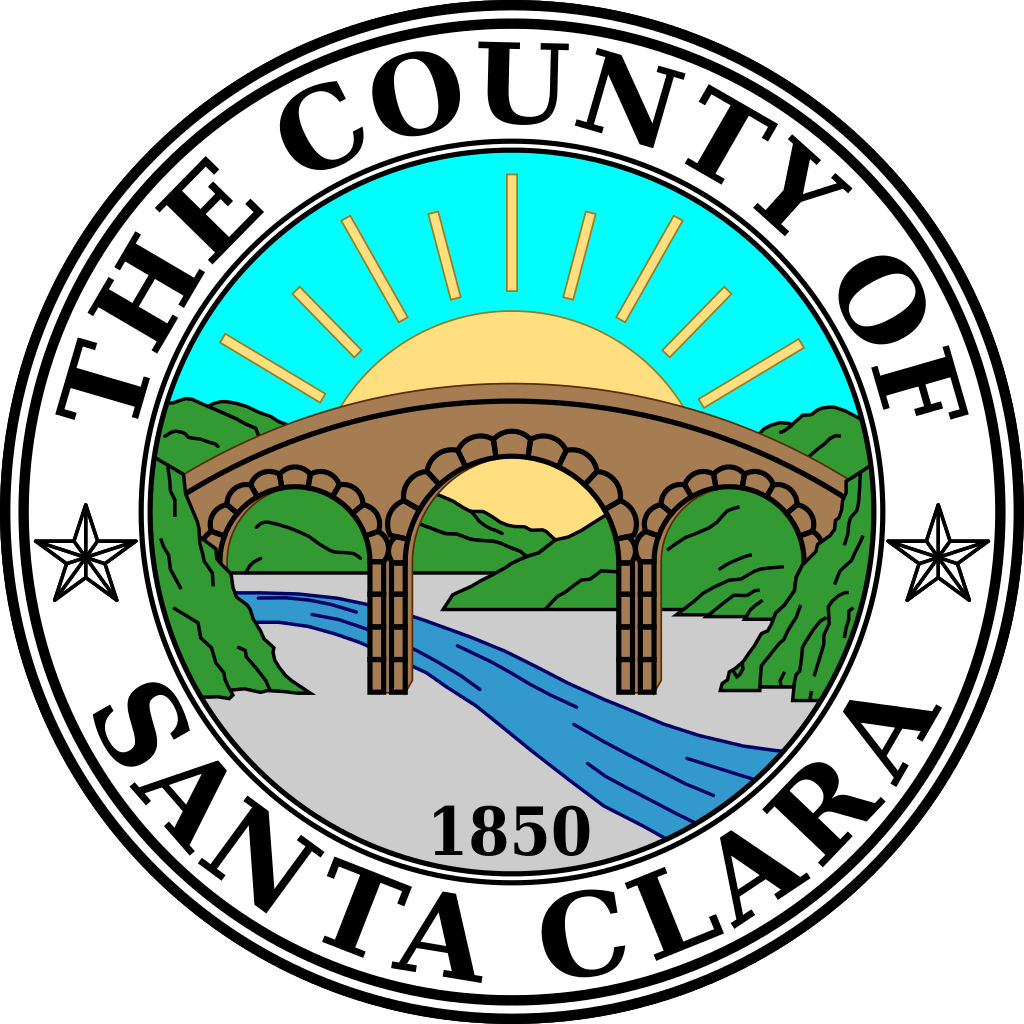 THE COUNTY OF
SANTA CLARA
1850